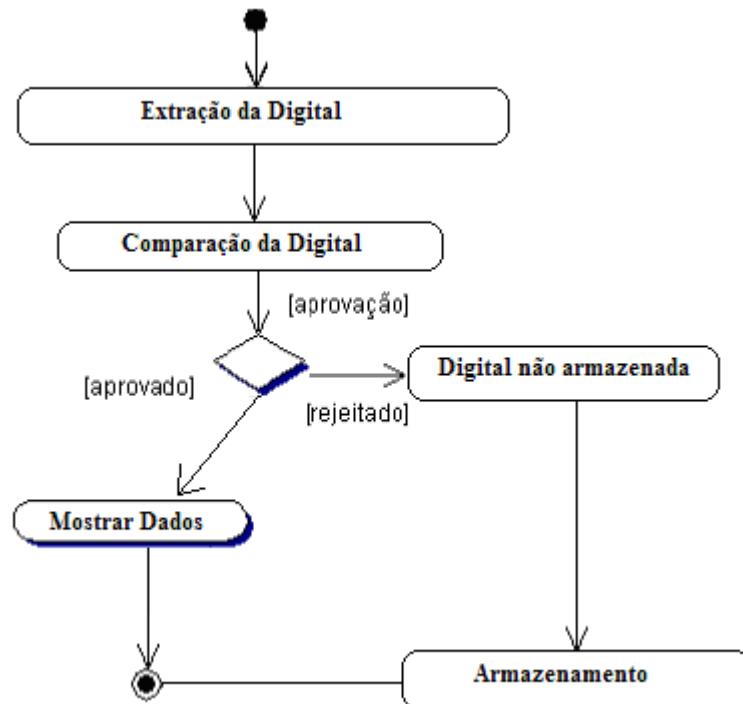 Extração da Digital
Comparação da Digital
[aprovação]
[aprovado]
[rejeitado]
Digital não armazenada
Mostrar Dados
Armazenamento